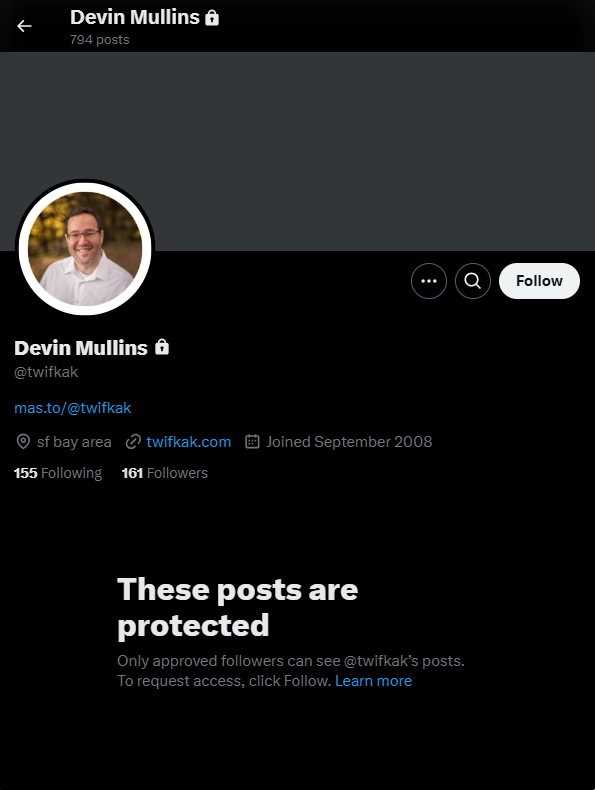 Devin Mullins
794 posts
Follow
Devin Mullins
@twifkak
mas.to/@twifkak
sf bay area twifkak.com Joined September 2008
155 Following 161 Followers
These posts are
protected
Only approved followers can see @twifkak’s posts.
To request access, click Follow. Learn more